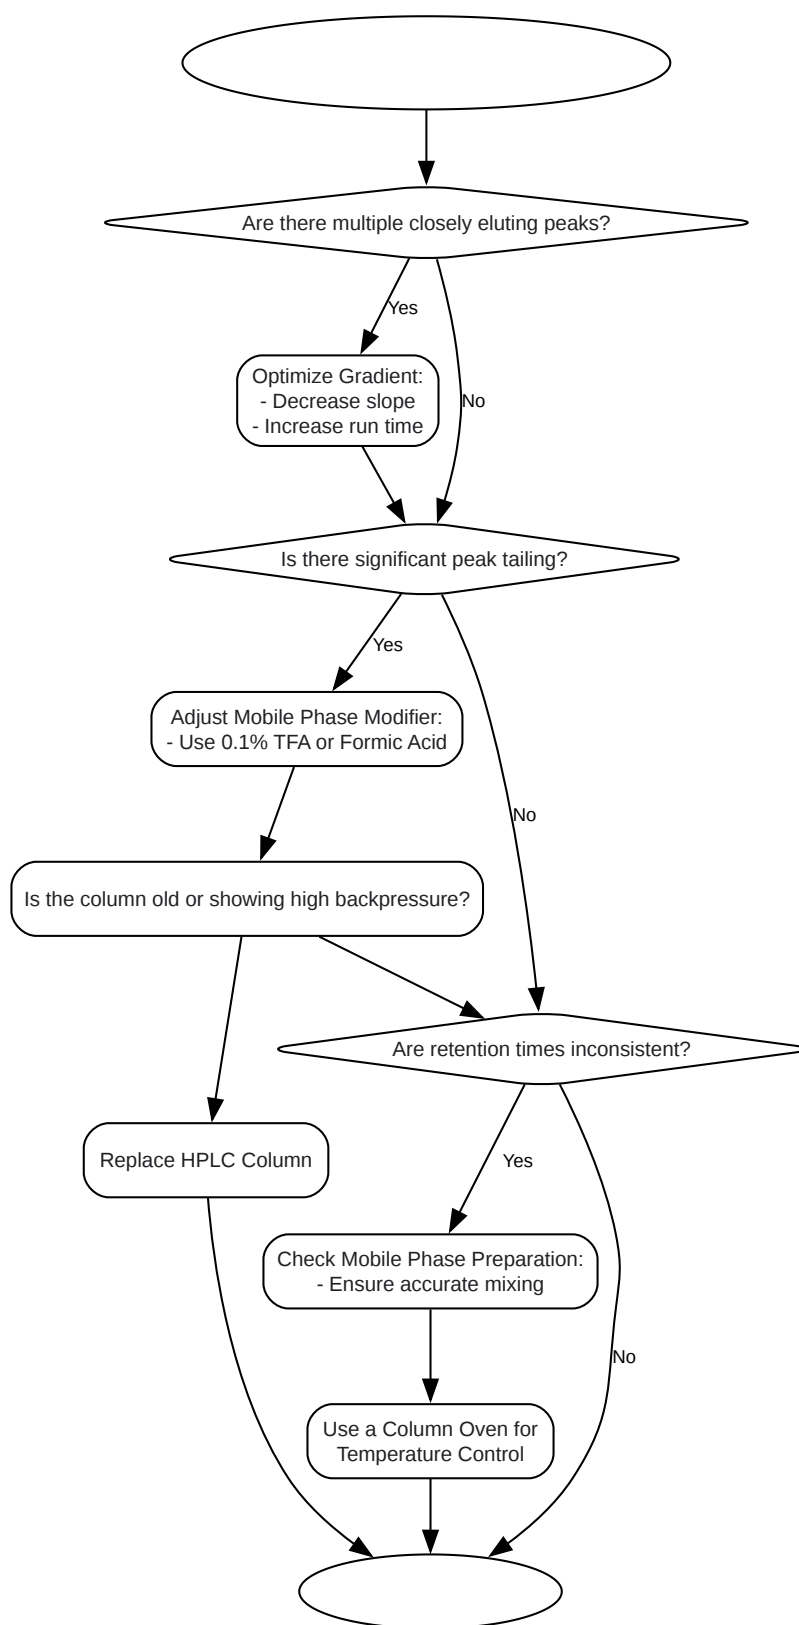 Are there multiple closely eluting peaks?
Yes
Optimize Gradient:
- Decrease slope
- Increase run time
No
Is there significant peak tailing?
Yes
Adjust Mobile Phase Modifier:
- Use 0.1% TFA or Formic Acid
No
Is the column old or showing high backpressure?
Are retention times inconsistent?
Replace HPLC Column
Yes
Check Mobile Phase Preparation:
- Ensure accurate mixing
No
Use a Column Oven for
Temperature Control